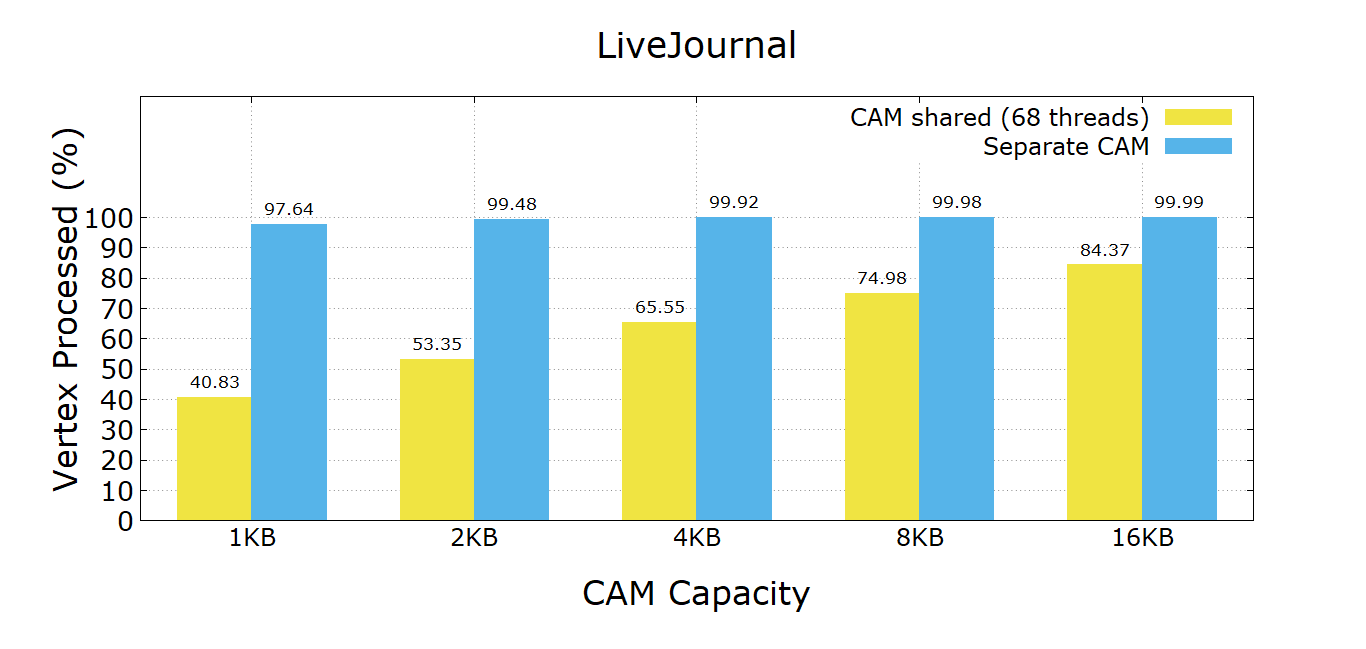 LiveJournal
CAM shared (68 threads)
Separate CAM
Vertex Processed (%)
100
90
80
70
60
50
40
30
20
10
0
40.83
97.64
53.35
99.48
65.55
99.92
74.98
99.98
84.37
99.99
1KB
2KB
4KB
8KB
16KB
CAM Capacity